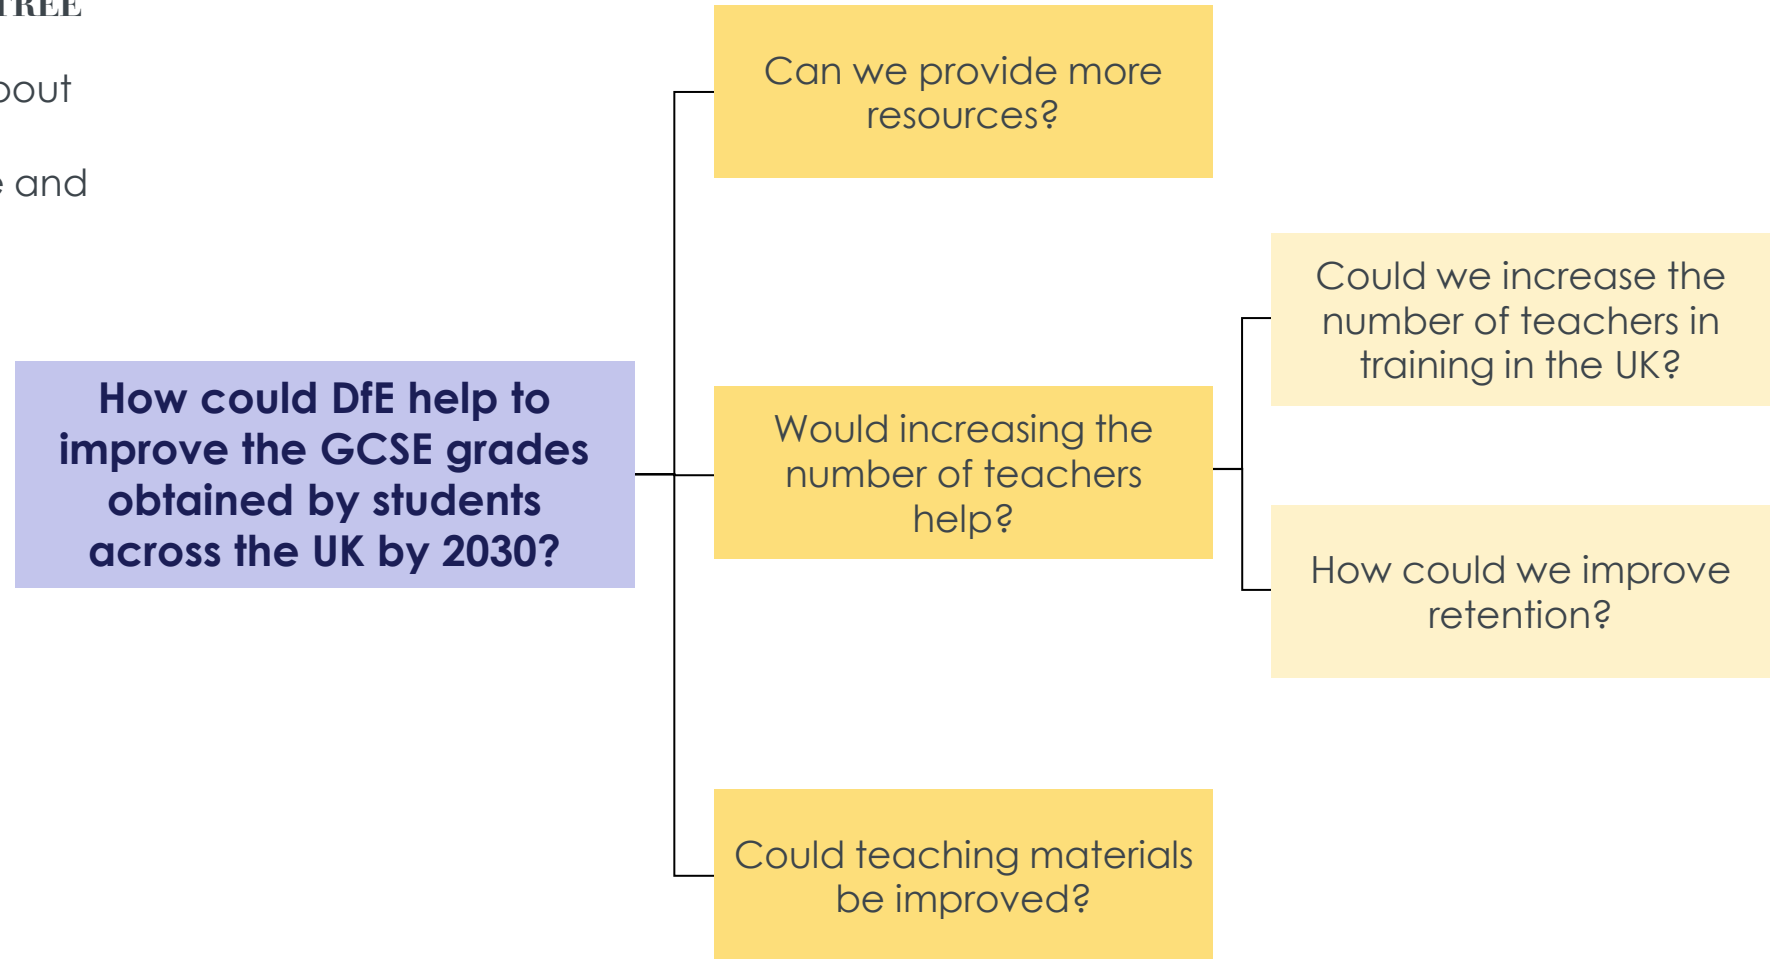 TREE
and
Can we provide more
resources?
How could DfE help to
improve the GCSE grades
obtained by students
across the UK by 2030?
Would increasing the
number of teachers
help?
Could teaching materials
be improved?
Could we increase the
number of teachers in
training in the UK?
How could we improve
retention?